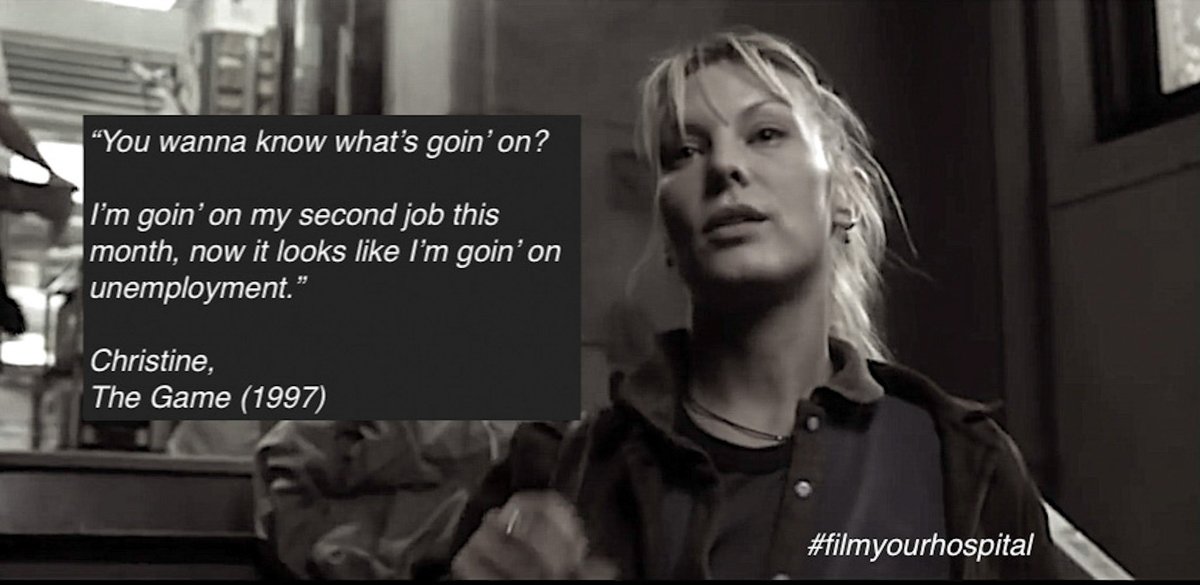 “You wanna know what’s goin’ on?
I’m goin’ on my second job this
month, now it looks like I’m goin’ on
unemployment.”
Christine,
The Game (1997)
#filmyourhospital